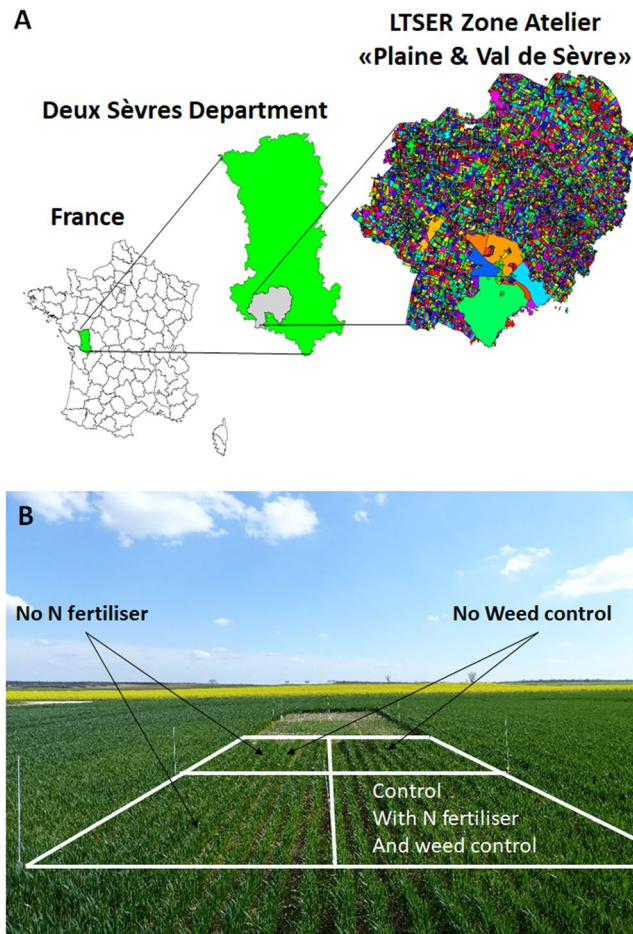 A
LTSER Zone Atelier
«Plaine & Val de Sèvre»
Deux Sèvres Department
France
B
No N fertiliser
No Weed control
Control
With N fertiliser
And weed control